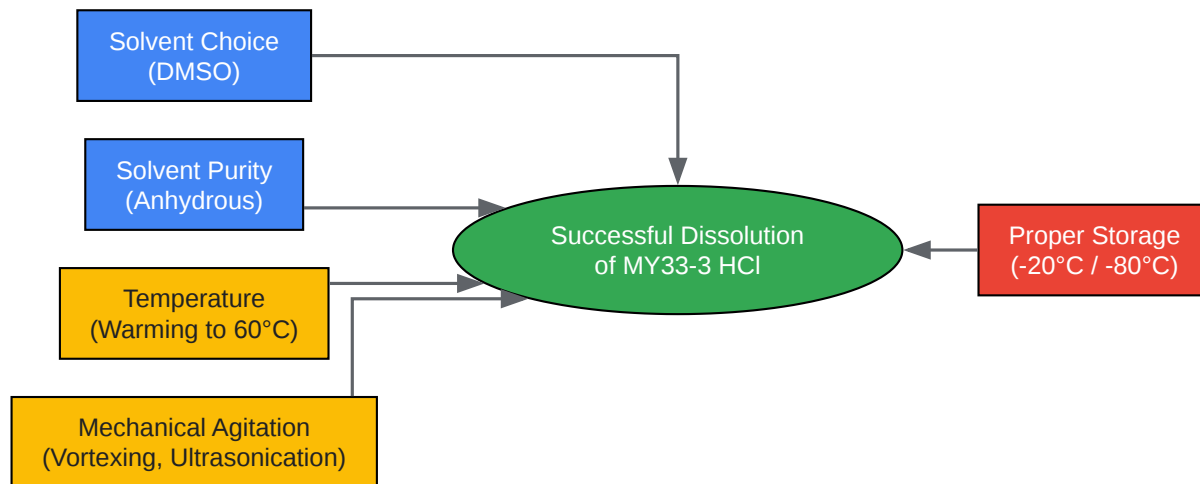 Solvent Choice
(DMSO)
Solvent Purity
(Anhydrous)
Successful Dissolution
of MY33-3 HCl
Proper Storage
(-20°C / -80°C)
Temperature
(Warming to 60°C)
Mechanical Agitation
(Vortexing, Ultrasonication)